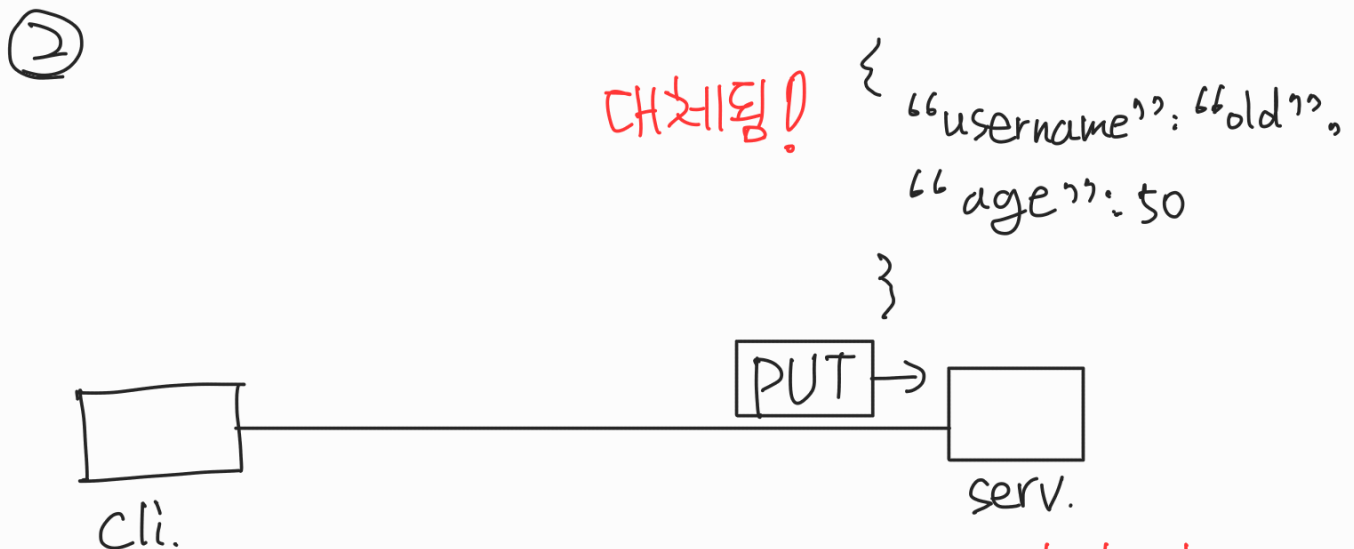 ②
{
대체됨!
"username": "old",
"age": 50
}
PUT
serv.
cli.